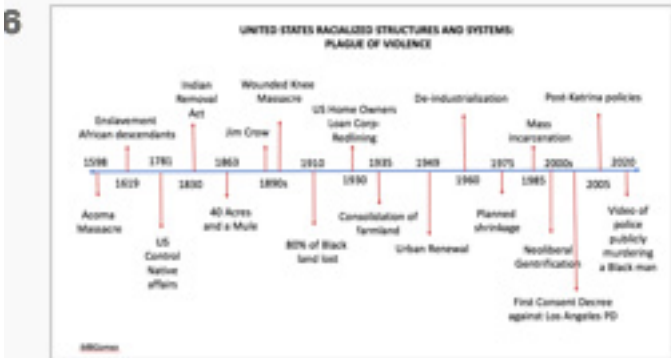 6
UNITED STATES RACIALIZED STRUCTURES AND SYSTEMS:
PLAGUE OF VIOLENCE
Indian
Removal
Act
Wounded Knee
Massacre
De-industrialization
Post-Katrina policies
Enslavement
African descendants
Jim Crow
US Home Owners
Loan Corp:
Redlining
Mass
incarceration
1598
1781
1863
1910
1935
1949
1975
2000s
2020
1619
1830
1890s
1930
1960
1985
2005
Acoma
Massacre
US
Control
Native
affairs
40 Acres
and a Mule
80% of Black
land lost
Consolidation of
farmland
Urban Renewal
Planned
shrinkage
Neoliberal
Gentrification
Video of
police
publicly
murdering
a Black man
First Consent Decree
against Los Angeles PD